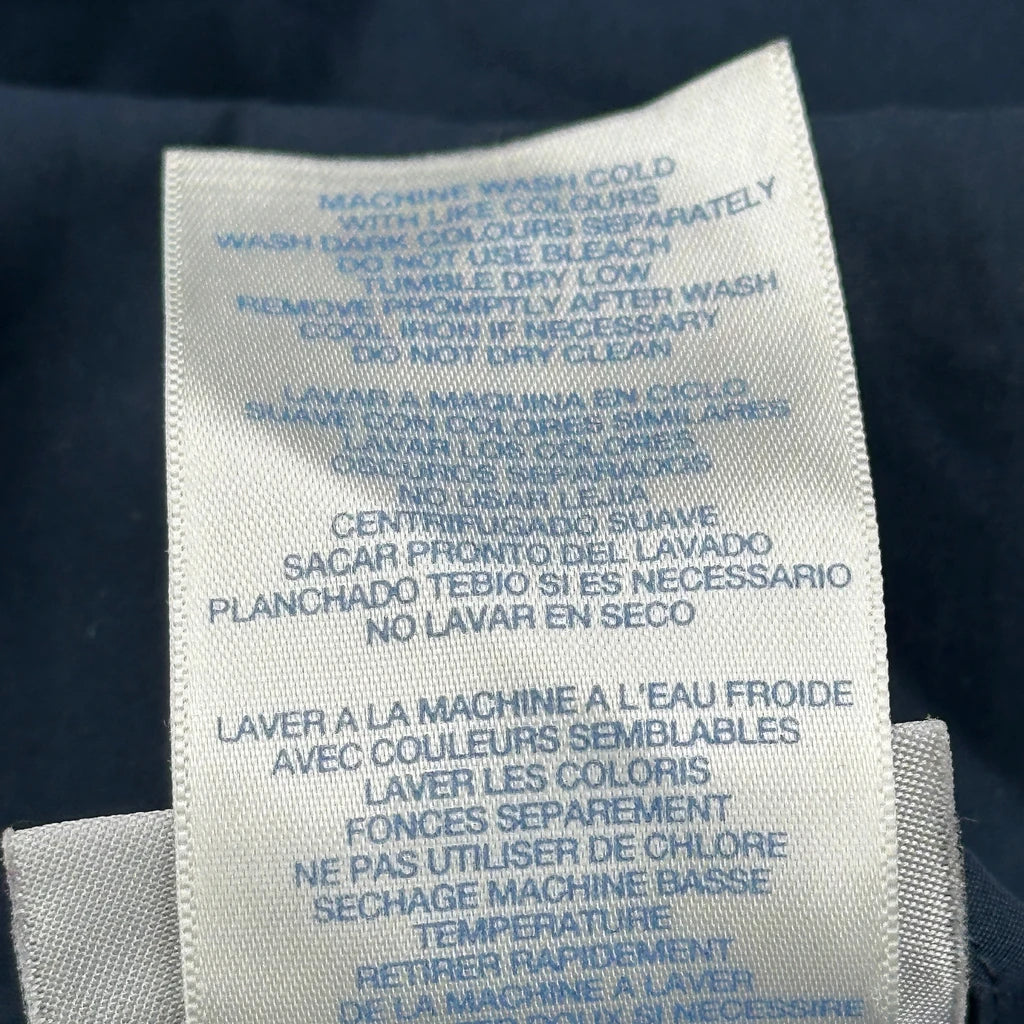 MACHINE WASH COLD
WITH LIKE COLOURS
WASH DARK COLOURS SEPARATELY
DO NOT USE BLEACH
TUMBLE DRY LOW
REMOVE PROMPTLY AFTER WASH
COOL IRON IF NECESSARY
DO NOT DRY CLEAN
LAVAR A MAQUINA EN CICLO
SUAVE CON COLORES SIMILARES
LAVAR LOS COLORES
OSCUROS SEPARADOS
NO USAR LEJIA
CENTRIFUGADO SUAVE
SACAR PRONTO DEL LAVADO
PLANCHADO TEBIO SI ES NECESSARIO
NO LAVAR EN SECO
LAVER A LA MACHINE A L'EAU FROIDE
AVEC COULEURS SEMBLABLES
LAVER LES COLORIS
FONCES SEPAREMENT
NE PAS UTILISER DE CHLORE
SECHAGE MACHINE BASSE
TEMPERATURE
RETIRER RAPIDEMENT
DE LA MACHINE A LAVER
DOUX SI NECESSIRE